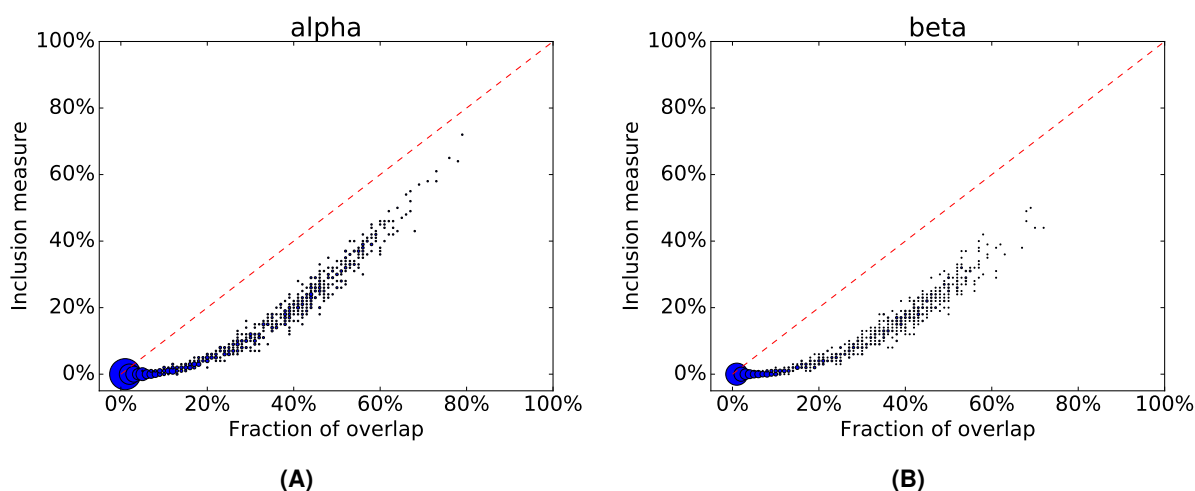 alpha
100%
80%
60%
40%
20%
0%
Inclusion measure
0% 20% 40% 60% 80% 100%
Fraction of overlap
(A)
beta
100%
80%
60%
40%
20%
0%
Inclusion measure
0% 20% 40% 60% 80% 100%
Fraction of overlap
(B)